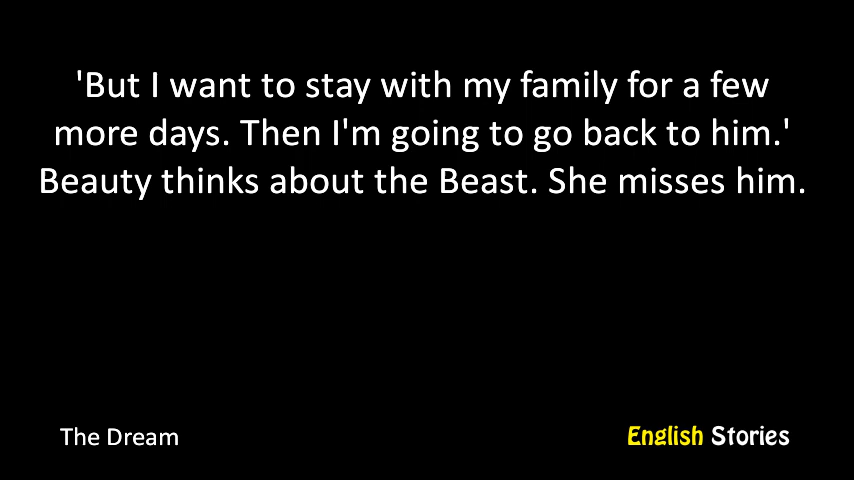 'But I want to stay with my family for a few
more days. Then I'm going to go back to him.'
Beauty thinks about the Beast. She misses him.
The Dream
English Stories